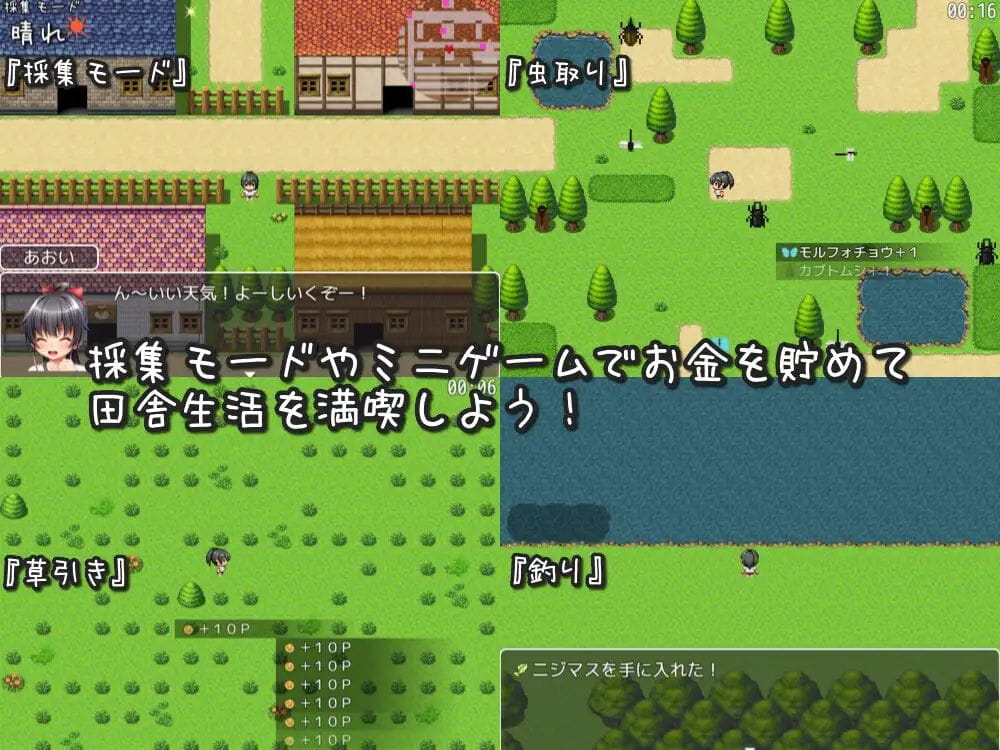 採集モード
晴れ
『採集モード』
あおい
ん～いい天気！よーしいくぞー！
00:16
『虫取り』
モルフォチョウ+1
カブトムシ+1
採集モードやミニゲームでお金を貯めて
田舎生活を満喫しよう！
00:06
『草引き』
+10P
+10P
+10P
+10P
+10P
+10P
+10P
『釣り』
ニジマスを手に入れた！